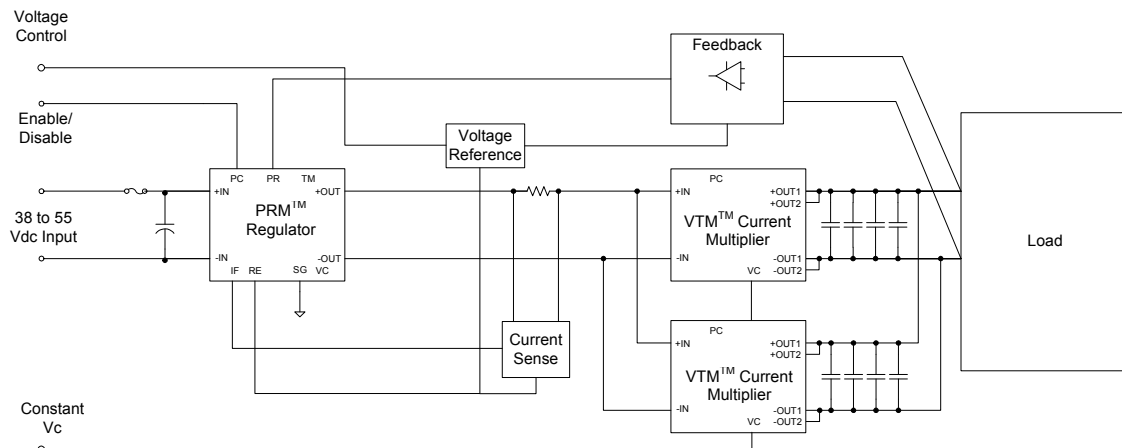 Voltage
Control
Enable/
Disable
38 to 55
Vdc Input
Constant
Vc
PC PR TM
+IN +OUT
PRM™
Regulator
-IN -OUT
IF RE SG VC
Voltage
Reference
Current
Sense
Feedback
PC
+IN +OUT1
+OUT2
VTM™ Current
Multiplier
-IN -OUT1
VC -OUT2
PC
+IN +OUT1
+OUT2
VTM™ Current
Multiplier
-IN -OUT1
VC -OUT2
Load